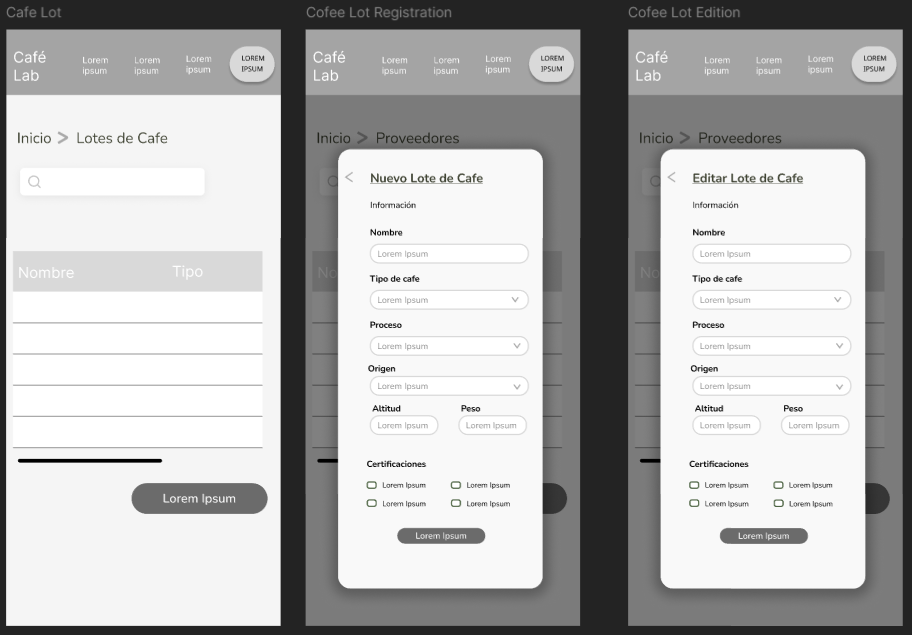 Cafe Lot
Café Lab
Lorem ipsum
Lorem ipsum
Lorem ipsum
LOREM IPSUM
Inicio > Lotes de Cafe
Nombre Tipo
Lorem Ipsum
Cofee Lot Registration
Café Lab
Lorem ipsum
Lorem ipsum
Lorem ipsum
LOREM IPSUM
Inicio > Proveedores
No
Nuevo Lote de Cafe
Información
Nombre
Lorem Ipsum
Tipo de cafe
Lorem Ipsum
Proceso
Lorem Ipsum
Origen
Lorem Ipsum
Altitud Peso
Lorem Ipsum Lorem Ipsum
Certificaciones
Lorem Ipsum Lorem Ipsum
Lorem Ipsum Lorem Ipsum
Lorem Ipsum
Cofee Lot Edition
Café Lab
Lorem ipsum
Lorem ipsum
Lorem ipsum
LOREM IPSUM
Inicio > Proveedores
No
Editar Lote de Cafe
Información
Nombre
Lorem Ipsum
Tipo de cafe
Lorem Ipsum
Proceso
Lorem Ipsum
Origen
Lorem Ipsum
Altitud Peso
Lorem Ipsum Lorem Ipsum
Certificaciones
Lorem Ipsum Lorem Ipsum
Lorem Ipsum Lorem Ipsum
Lorem Ipsum